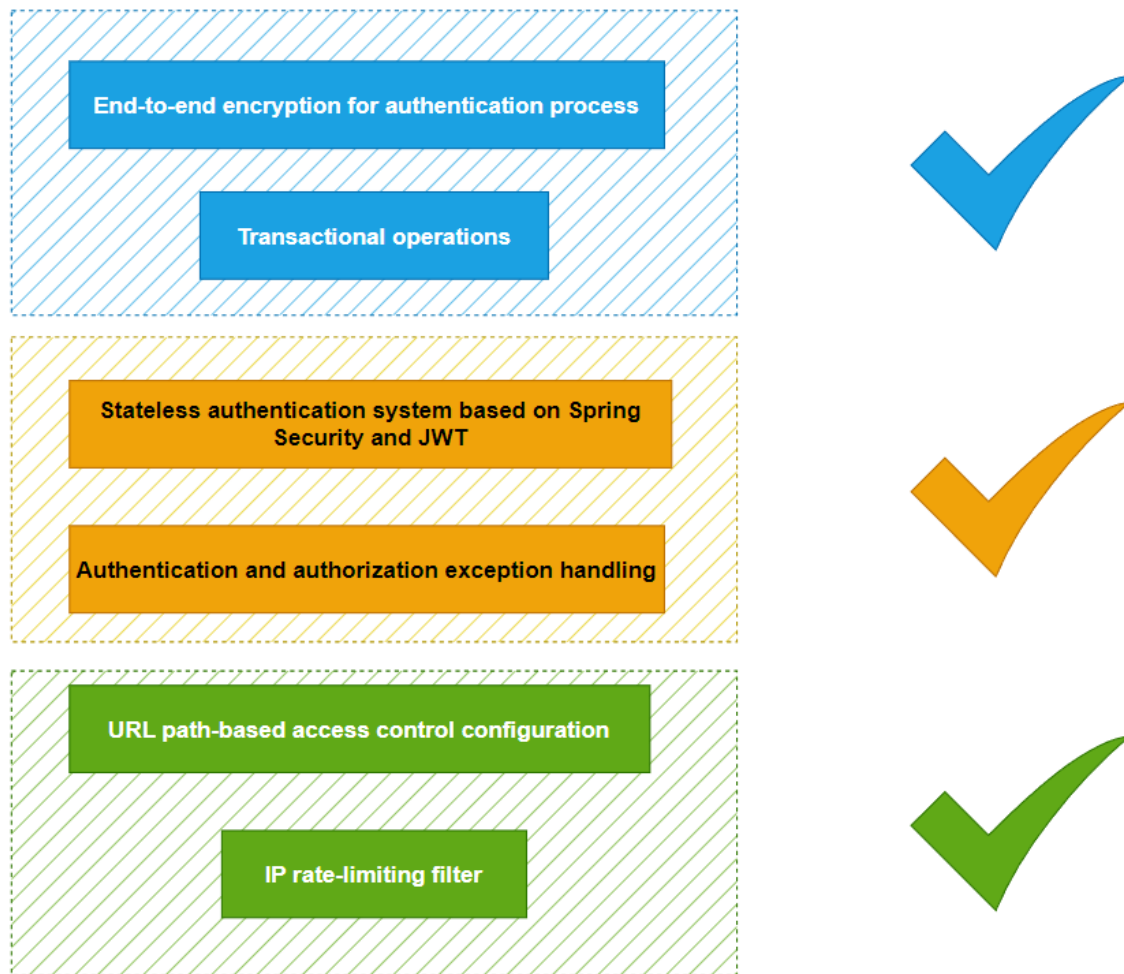 End-to-end encryption for authentication process
Transactional operations
Stateless authentication system based on Spring
Security and JWT
Authentication and authorization exception handling
URL path-based access control configuration
IP rate-limiting filter